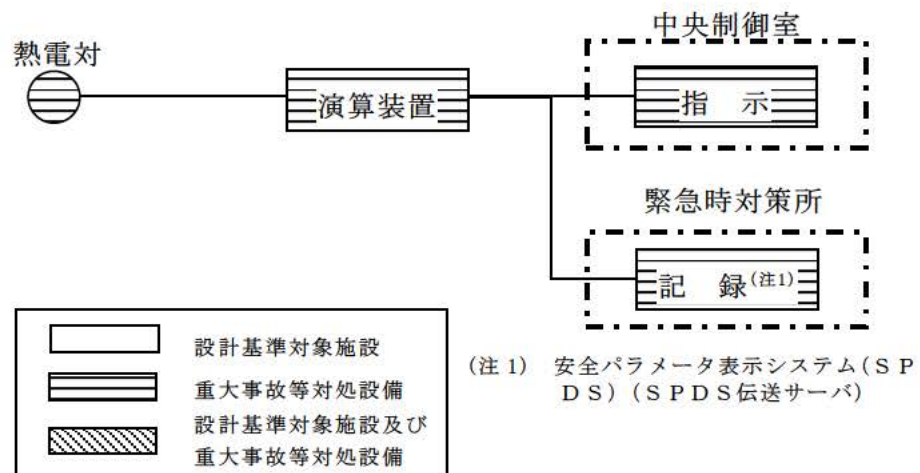 中央制御室
熱電対
演算装置
指　示
緊急時対策所
記　録(注1)
設計基準対象施設
重大事故等対処設備
設計基準対象施設及び
重大事故等対処設備
(注1)　安全パラメータ表示システム(ＳＰ
ＤＳ)(ＳＰＤＳ伝送サーバ)